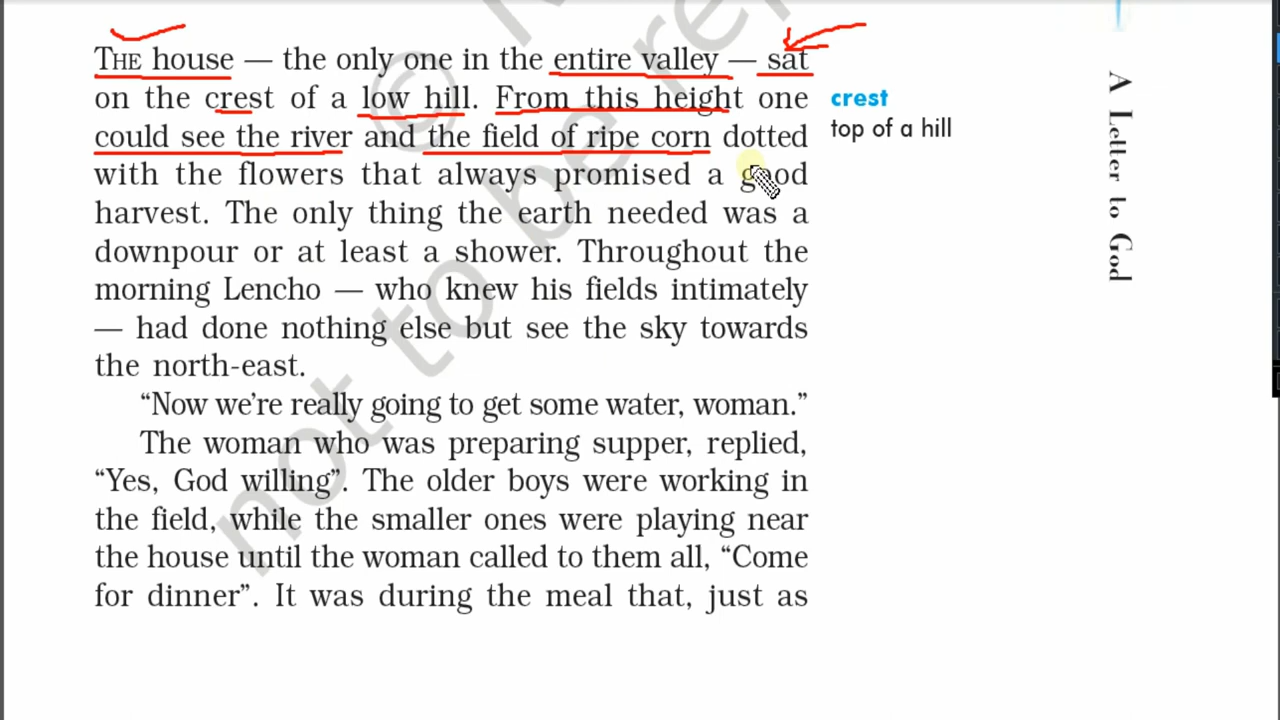 THE house — the only one in the entire valley — sat
on the crest of a low hill. From this height one
could see the river and the field of ripe corn dotted
with the flowers that always promised a good
harvest. The only thing the earth needed was a
downpour or at least a shower. Throughout the
morning Lencho — who knew his fields intimately
— had done nothing else but see the sky towards
the north-east.
“Now we’re really going to get some water, woman.”
The woman who was preparing supper, replied,
“Yes, God willing”. The older boys were working in
the field, while the smaller ones were playing near
the house until the woman called to them all, “Come
for dinner”. It was during the meal that, just as
crest
top of a hill
A Letter to God
© N
not to be re